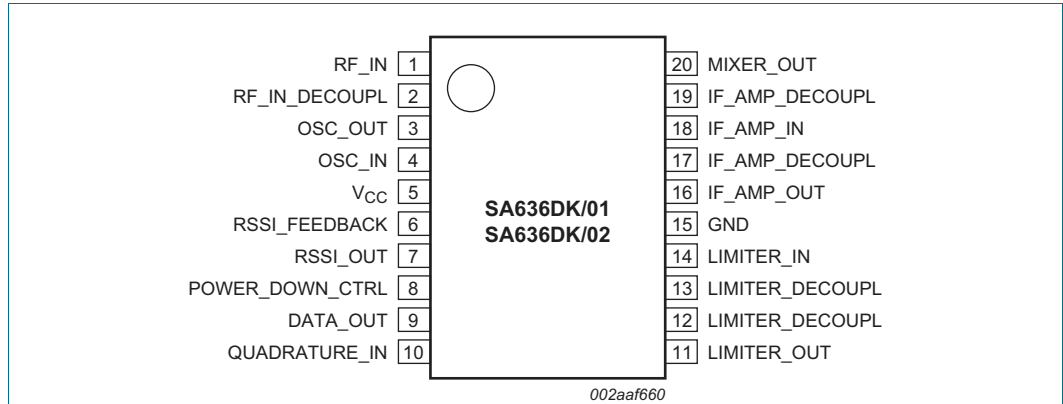 RF_IN 1
RF_IN_DECOUPL 2
OSC_OUT 3
OSC_IN 4
VCC 5
RSSI_FEEDBACK 6
RSSI_OUT 7
POWER_DOWN_CTRL 8
DATA_OUT 9
QUADRATURE_IN 10
SA636DK/01
SA636DK/02
20 MIXER_OUT
19 IF_AMP_DECOUPL
18 IF_AMP_IN
17 IF_AMP_DECOUPL
16 IF_AMP_OUT
15 GND
14 LIMITER_IN
13 LIMITER_DECOUPL
12 LIMITER_DECOUPL
11 LIMITER_OUT
002aaf660